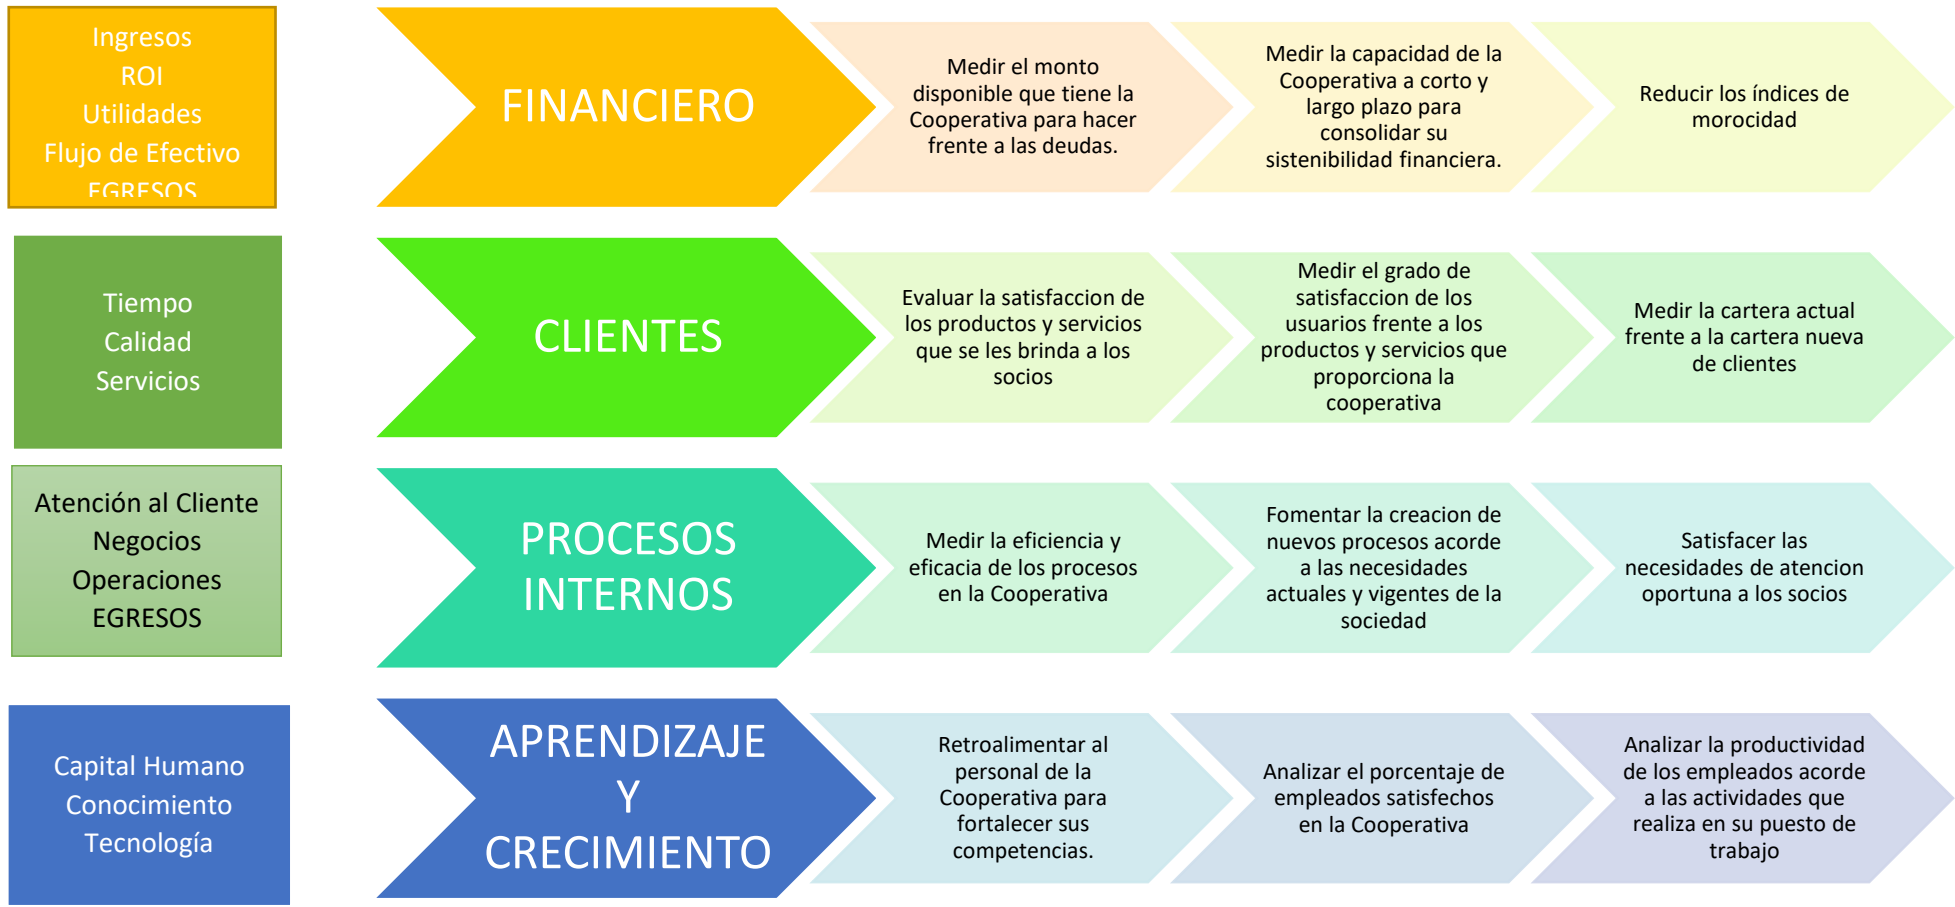 Ingresos
ROI
Utilidades
Flujo de Efectivo
EGRESOS
FINANCIERO
Medir el monto
disponible que tiene la
Cooperativa para hacer
frente a las deudas.
Medir la capacidad de la
Cooperativa a corto y
largo plazo para
consolidar su
sistenibilidad financiera.
Reducir los índices de
morocidad
Tiempo
Calidad
Servicios
CLIENTES
Evaluar la satisfaccion de
los productos y servicios
que se les brinda a los
socios
Medir el grado de
satisfaccion de los
usuarios frente a los
productos y servicios que
proporciona la
cooperativa
Medir la cartera actual
frente a la cartera nueva
de clientes
Atención al Cliente
Negocios
Operaciones
EGRESOS
PROCESOS
INTERNOS
Medir la eficiencia y
eficacia de los procesos
en la Cooperativa
Fomentar la creacion de
nuevos procesos acorde
a las necesidades
actuales y vigentes de la
sociedad
Satisfacer las
necesidades de atencion
oportuna a los socios
Capital Humano
Conocimiento
Tecnología
APRENDIZAJE
Y
CRECIMIENTO
Retroalimentar al
personal de la
Cooperativa para
fortalecer sus
competencias.
Analizar el porcentaje de
empleados satisfechos
en la Cooperativa
Analizar la productividad
de los empleados acorde
a las actividades que
realiza en su puesto de
trabajo